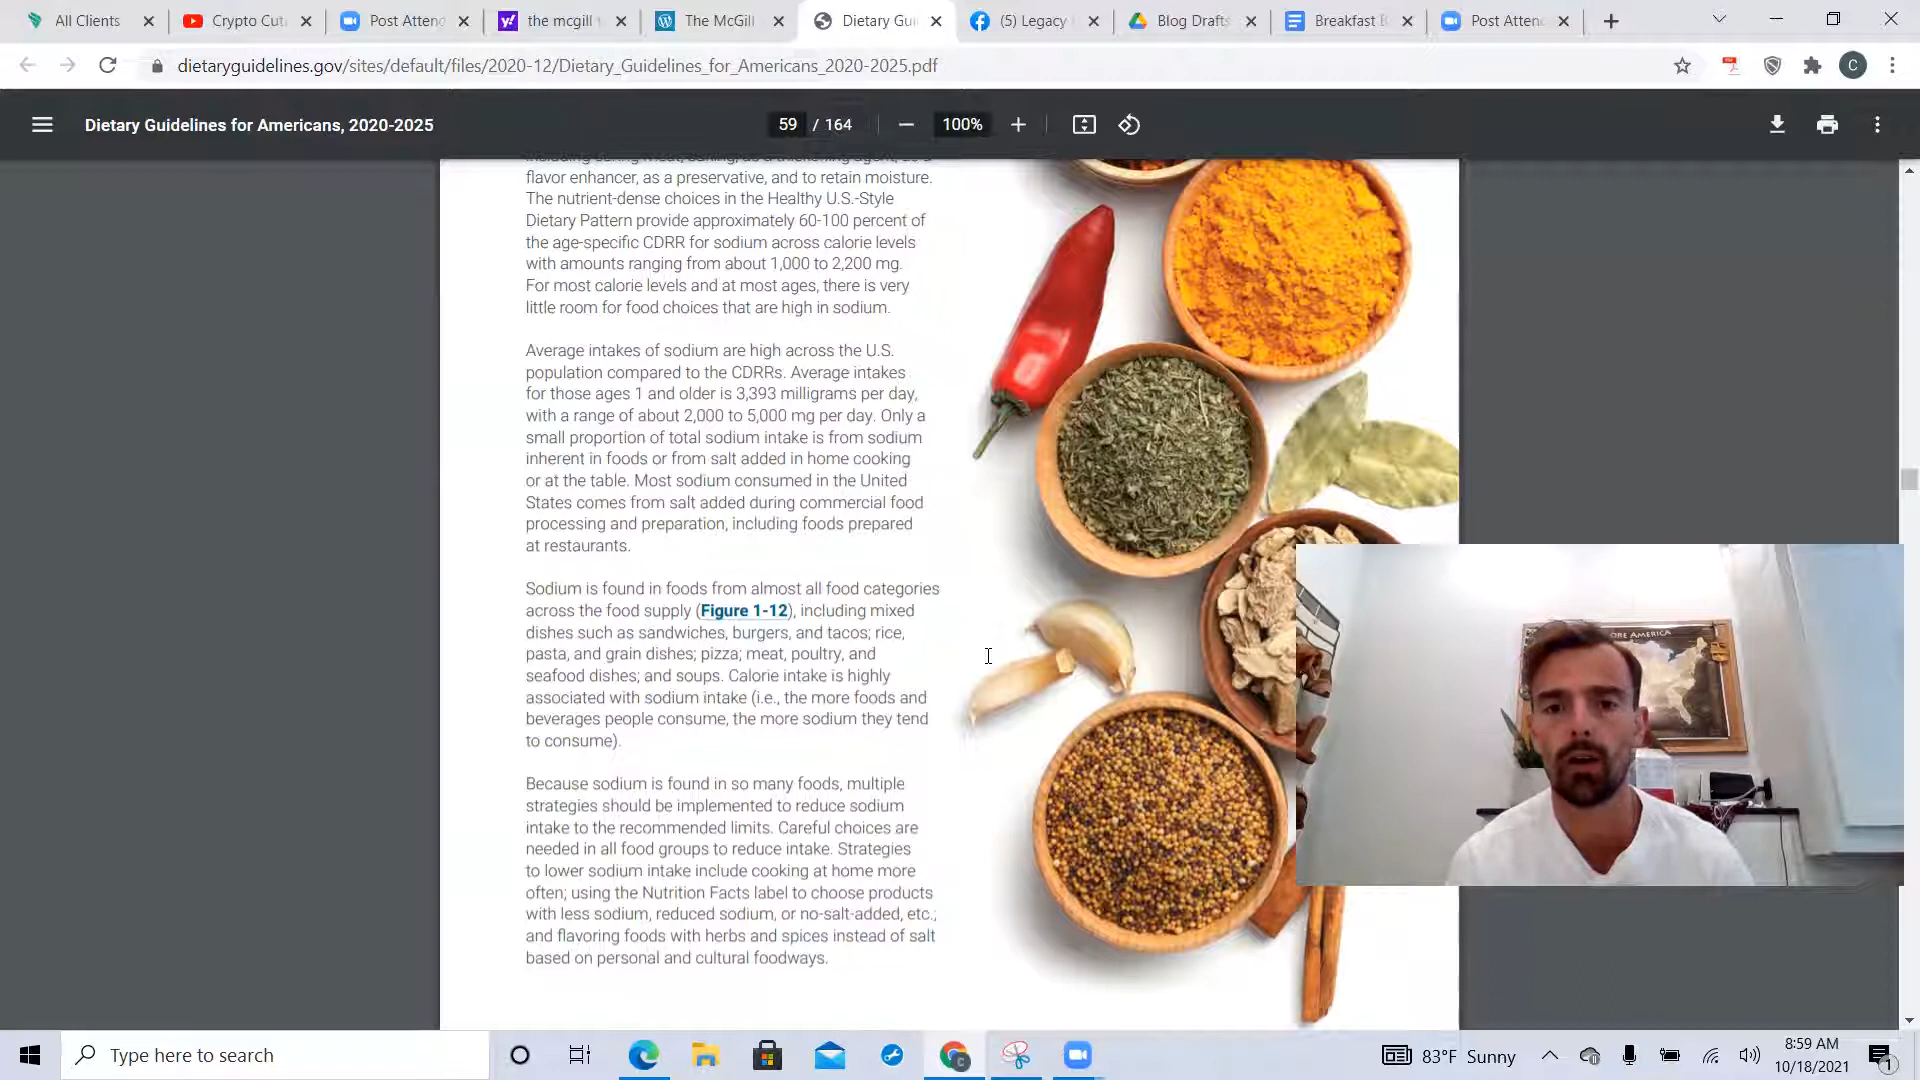 All Clients
Crypto Cut
Post Attend
the mcgill
The McGill
Dietary Gui
(5) Legacy
Blog Drafts
Breakfast
Post Atten
dietaryguidelines.gov/sites/default/files/2020-12/Dietary_Guidelines_for_Americans_2020-2025.pdf
C
Dietary Guidelines for Americans, 2020-2025
59 / 164
100%
flavor enhancer, as a preservative, and to retain moisture.
The nutrient-dense choices in the Healthy U.S.-Style
Dietary Pattern provide approximately 60-100 percent of
the age-specific CDRR for sodium across calorie levels
with amounts ranging from about 1,000 to 2,200 mg.
For most calorie levels and at most ages, there is very
little room for food choices that are high in sodium.
Average intakes of sodium are high across the U.S.
population compared to the CDRRs. Average intakes
for those ages 1 and older is 3,393 milligrams per day,
with a range of about 2,000 to 5,000 mg per day. Only a
small proportion of total sodium intake is from sodium
inherent in foods or from salt added in home cooking
or at the table. Most sodium consumed in the United
States comes from salt added during commercial food
processing and preparation, including foods prepared
at restaurants.
Sodium is found in foods from almost all food categories
across the food supply (Figure 1-12), including mixed
dishes such as sandwiches, burgers, and tacos; rice,
pasta, and grain dishes; pizza; meat, poultry, and
seafood dishes; and soups. Calorie intake is highly
associated with sodium intake (i.e., the more foods and
beverages people consume, the more sodium they tend
to consume).
Because sodium is found in so many foods, multiple
strategies should be implemented to reduce sodium
intake to the recommended limits. Careful choices are
needed in all food groups to reduce intake. Strategies
to lower sodium intake include cooking at home more
often; using the Nutrition Facts label to choose products
with less sodium, reduced sodium, or no-salt-added, etc.;
and flavoring foods with herbs and spices instead of salt
based on personal and cultural foodways.
AMERICA
Type here to search
83°F Sunny
8:59 AM
10/18/2021
1